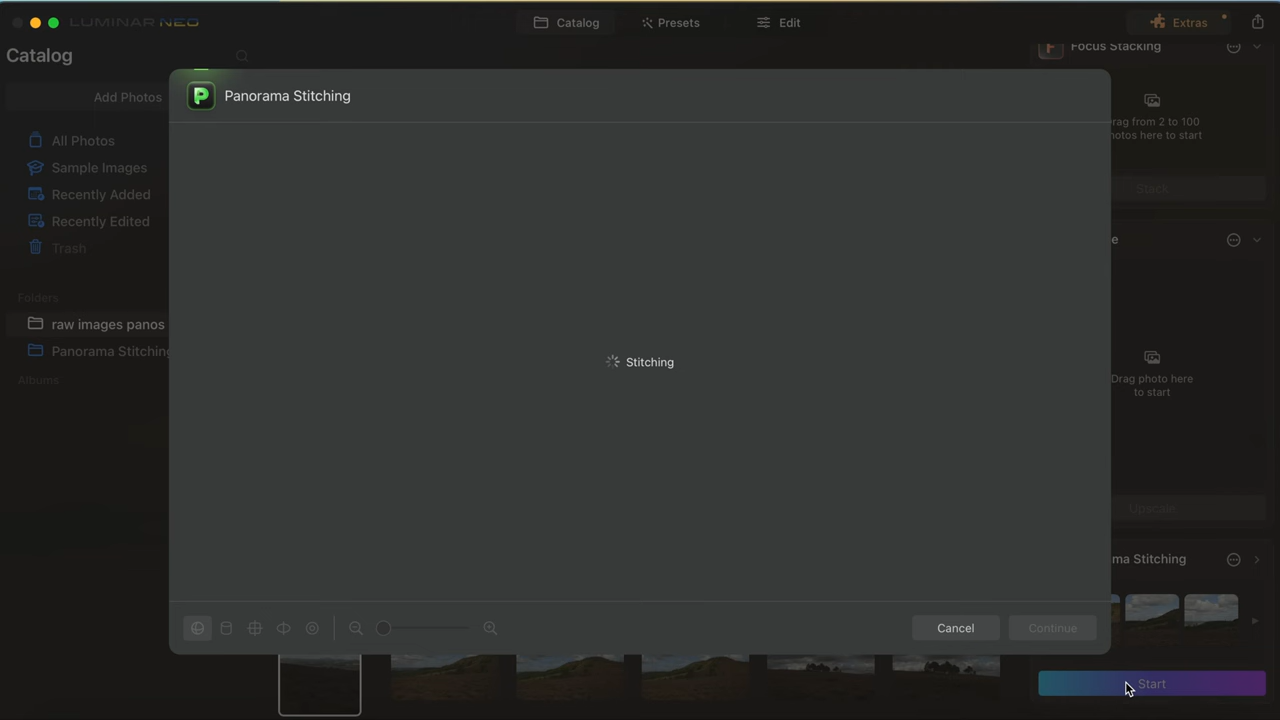 LUMINAR NEO
Catalog
Presets
Edit
Extras
Catalog
Add Photos
All Photos
Sample Images
Recently Added
Recently Edited
Trash
Folders
raw images panos
Panorama Stitching
Albums
Panorama Stitching
Stitching
Cancel
Continue
Focus Stacking
rag from 2 to 100
hotos here to start
Stack
e
Drag photo here
to start
Upscale
ma Stitching
Start